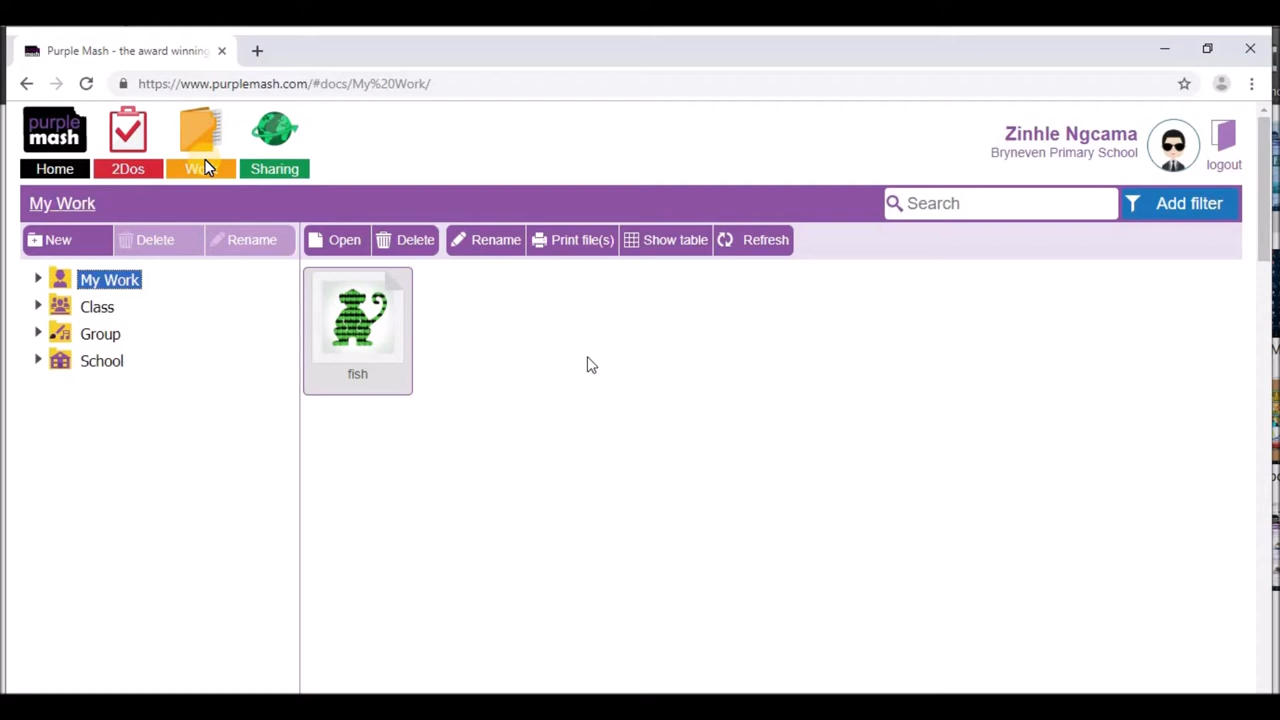 Purple Mash - the award winning
https://www.purplemash.com/#docs/My%20Work/
purple
mash
Home
2Dos
Sharing
Zinhle Ngcama
Bryneven Primary School
logout
My Work
Search
Add filter
New
Delete
Rename
Open
Delete
Rename
Print file(s)
Show table
Refresh
My Work
Class
Group
School
fish